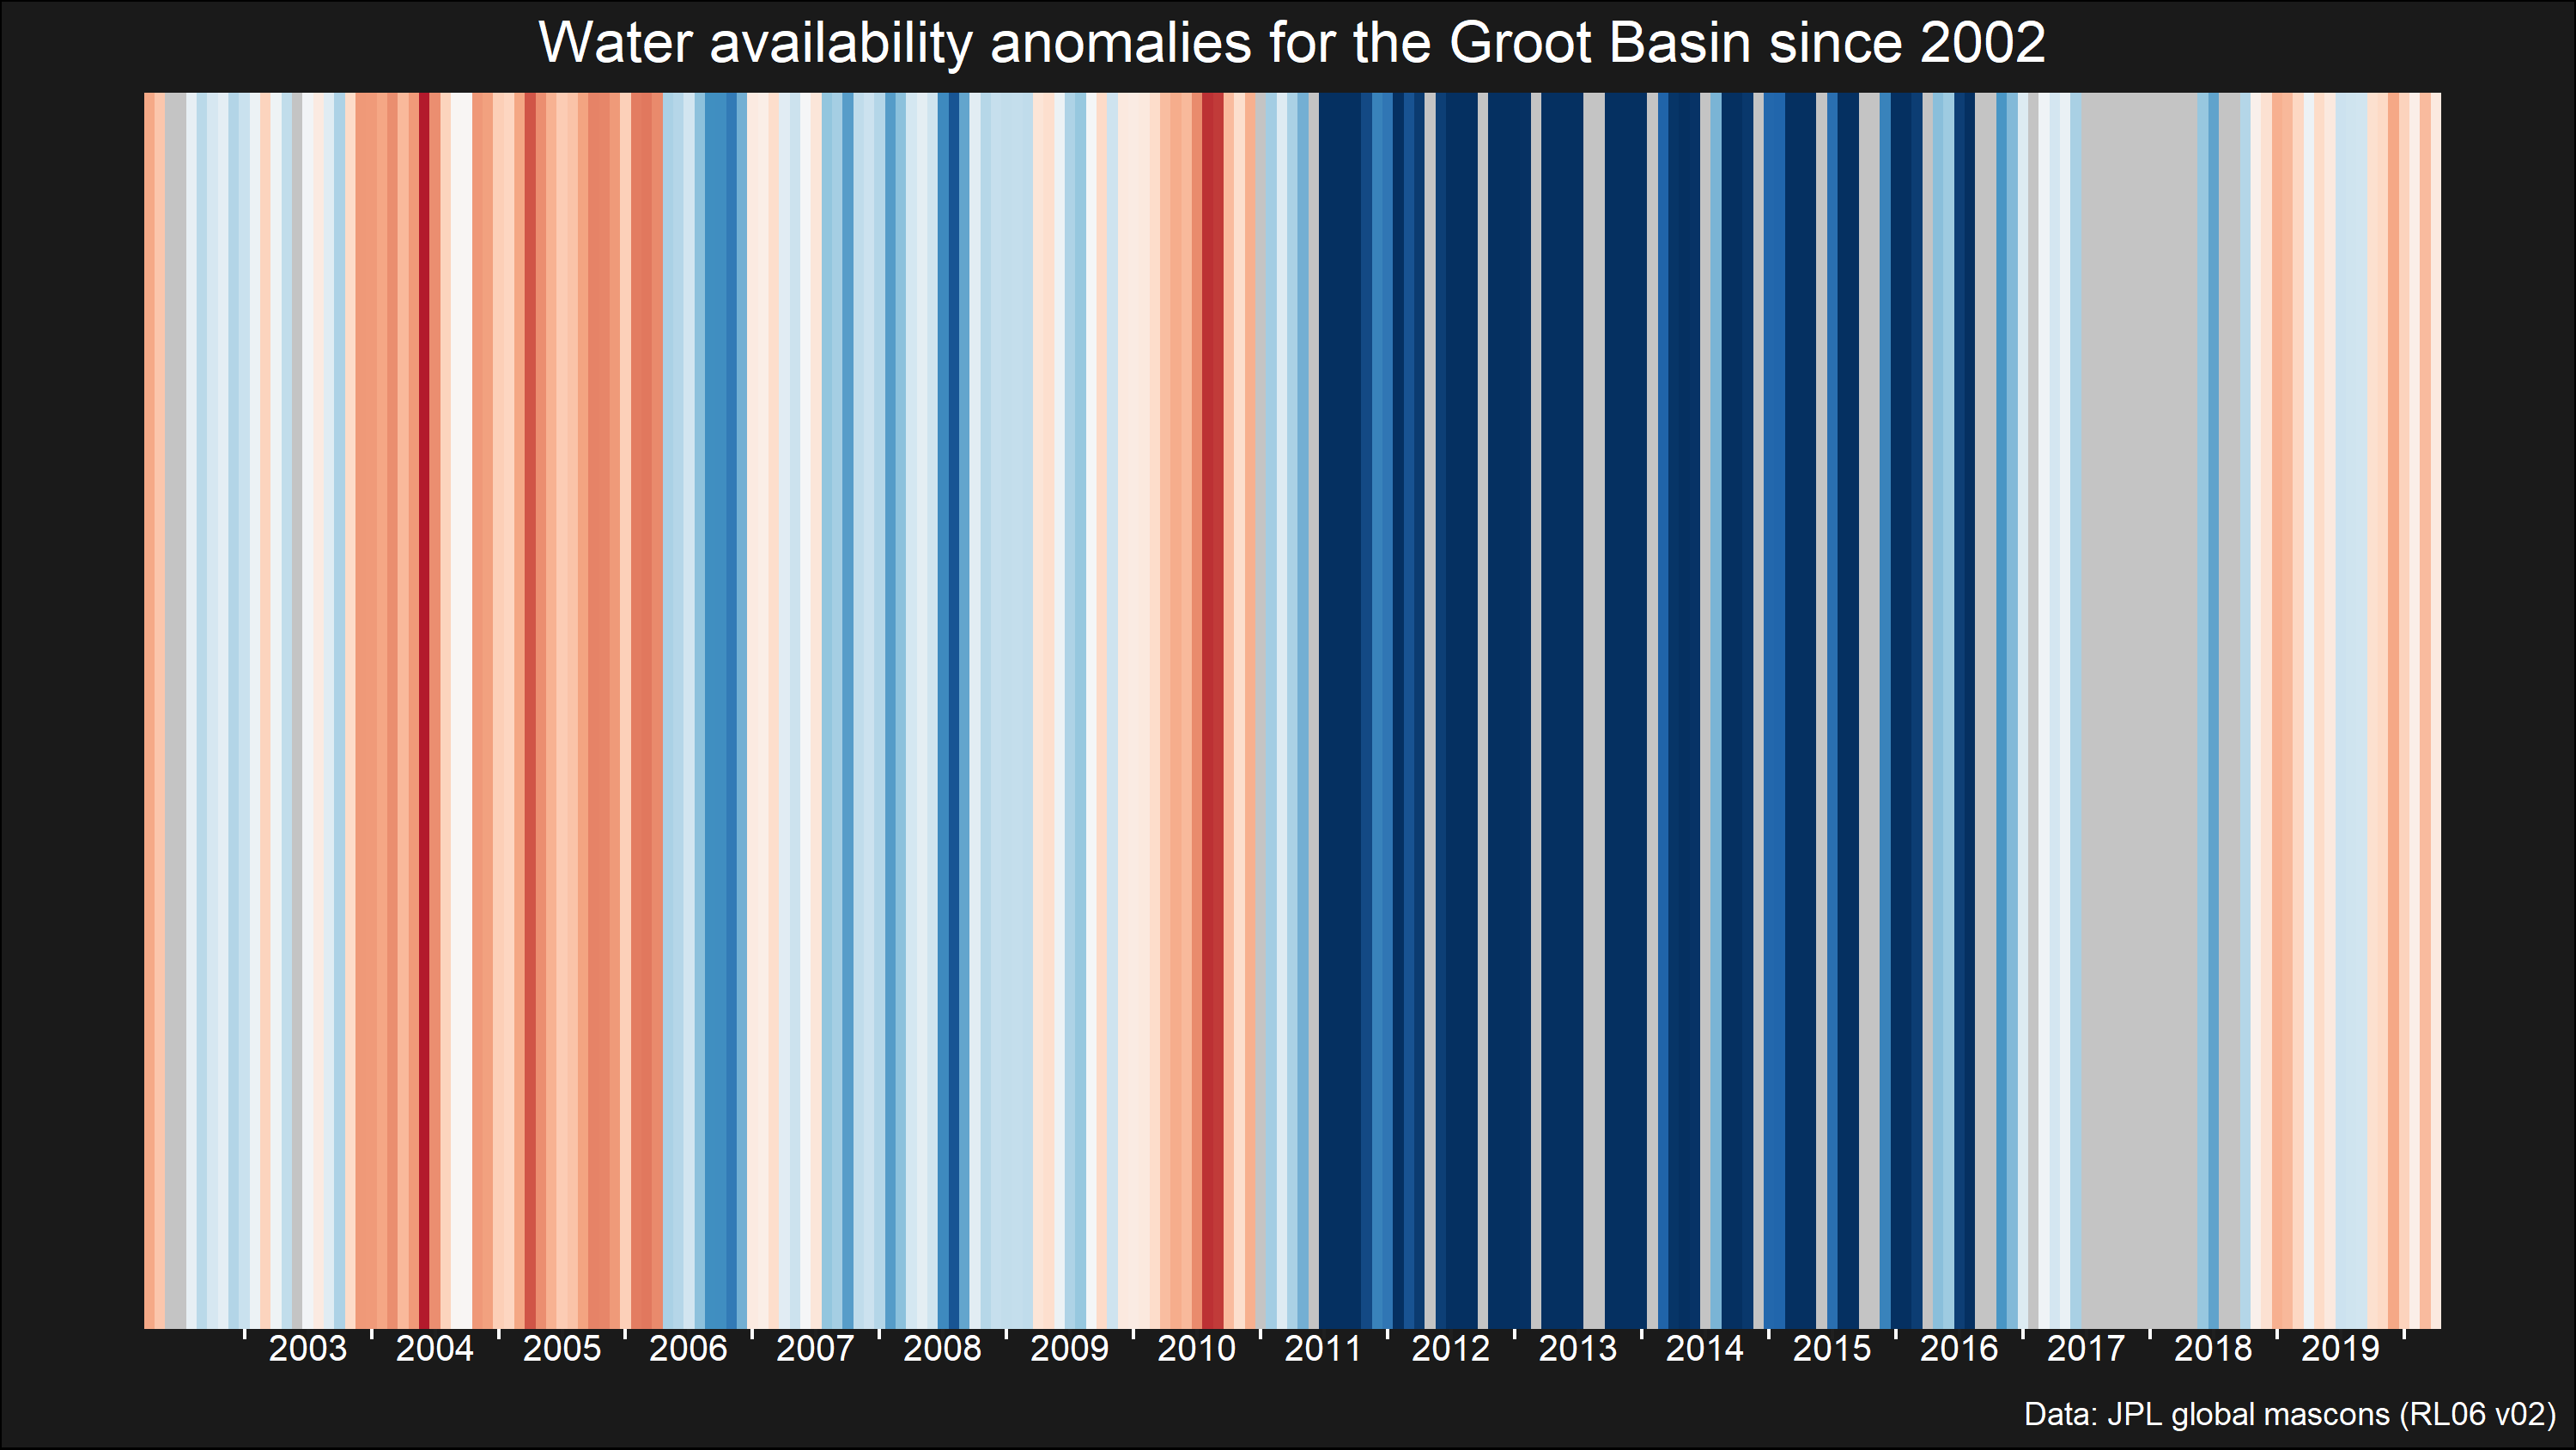 Water availability anomalies for the Groot Basin since 2002
2003 2004 2005 2006 2007 2008 2009 2010 2011 2012 2013 2014 2015 2016 2017 2018 2019
Data: JPL global mascons (RL06 v02)